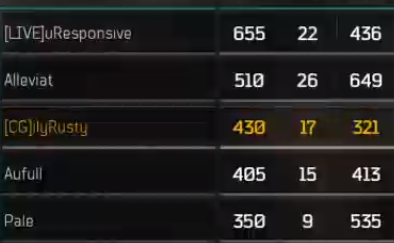 [LIVE]uResponsive 655 22 436
Alleviat 510 26 649
[CG]ilyRusty 430 17 321
Aufull 405 15 413
Pale 350 9 535